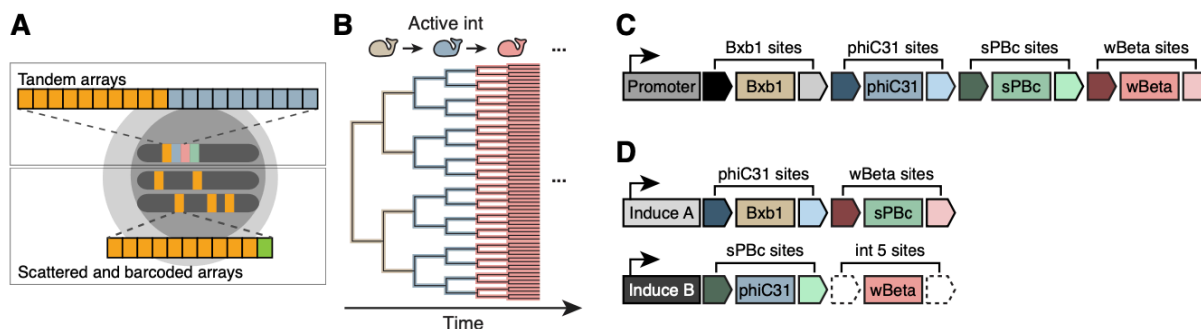 A
Tandem arrays
Scattered and barcoded arrays
B
Active int
...
...
Time
C
Bxb1 sites phiC31 sites sPBc sites wBeta sites
Promoter Bxb1 phiC31 sPBc wBeta
D
phiC31 sites wBeta sites
Induce A Bxb1 sPBc
sPBc sites int 5 sites
Induce B phiC31 wBeta